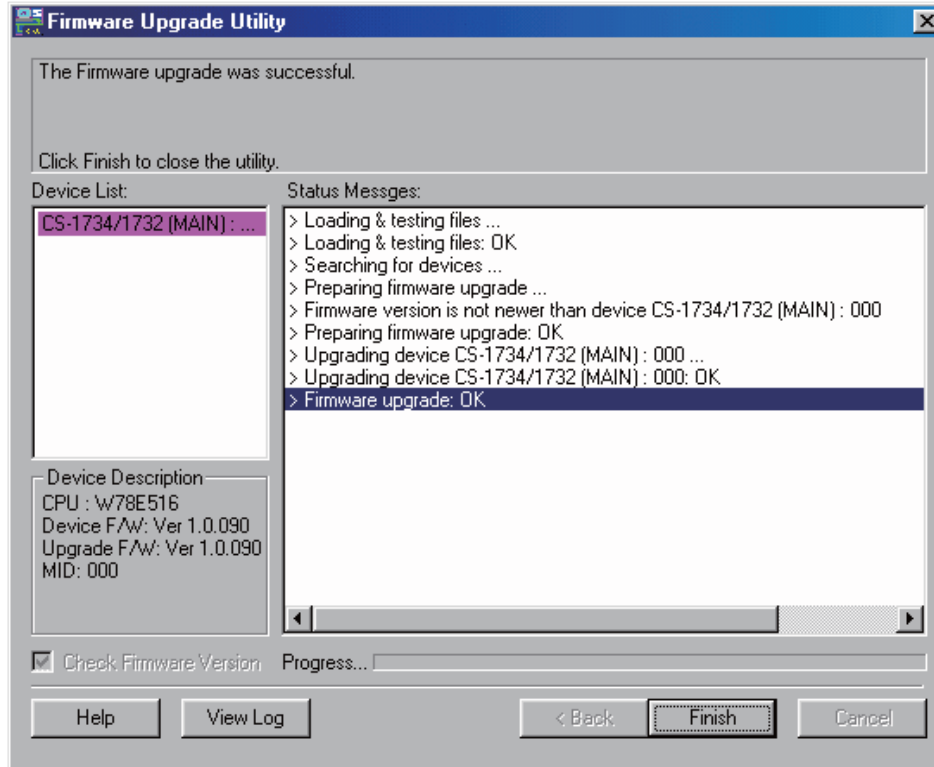 Firmware Upgrade Utility
The Firmware upgrade was successful.
Click Finish to close the utility.
Device List:
CS-1734/1732 (MAIN) : ...
Status Messges:
> Loading & testing files ...
> Loading & testing files: OK
> Searching for devices ...
> Preparing firmware upgrade ...
> Firmware version is not newer than device CS-1734/1732 (MAIN) : 000
> Preparing firmware upgrade: OK
> Upgrading device CS-1734/1732 (MAIN) : 000 ...
> Upgrading device CS-1734/1732 (MAIN) : 000: OK
> Firmware upgrade: OK
Device Description
CPU : W78E516
Device F/W: Ver 1.0.090
Upgrade F/W: Ver 1.0.090
MID: 000
Check Firmware Version
Progress...
Help
View Log
< Back
Finish
Cancel